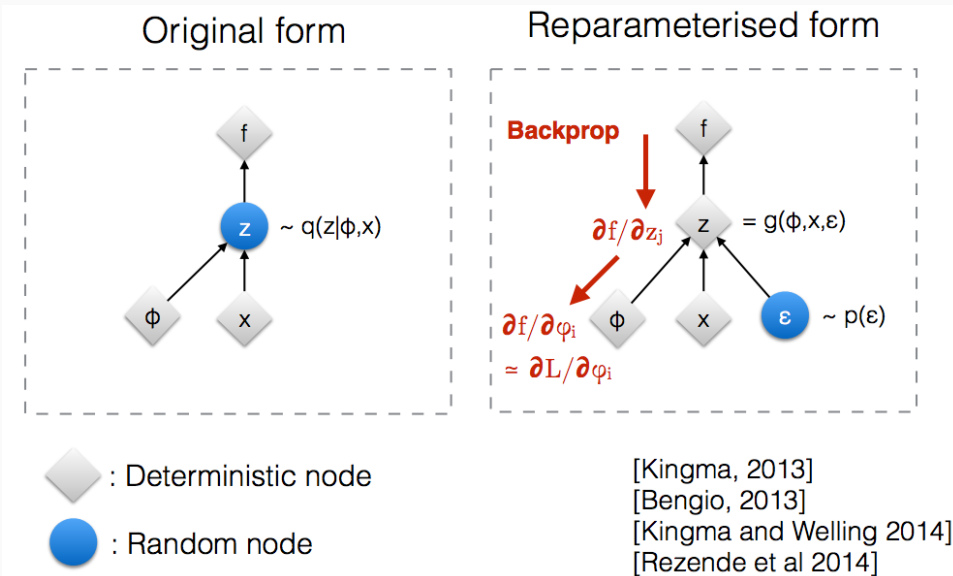 Original form
f
z ~ q(z|ϕ,x)
ϕ x
Reparameterised form
Backprop
f
∂f/∂zⱼ z = g(ϕ,x,ε)
∂f/∂φᵢ ϕ x ε ~ p(ε)
≃ ∂L/∂φᵢ
: Deterministic node
: Random node
[Kingma, 2013]
[Bengio, 2013]
[Kingma and Welling 2014]
[Rezende et al 2014]